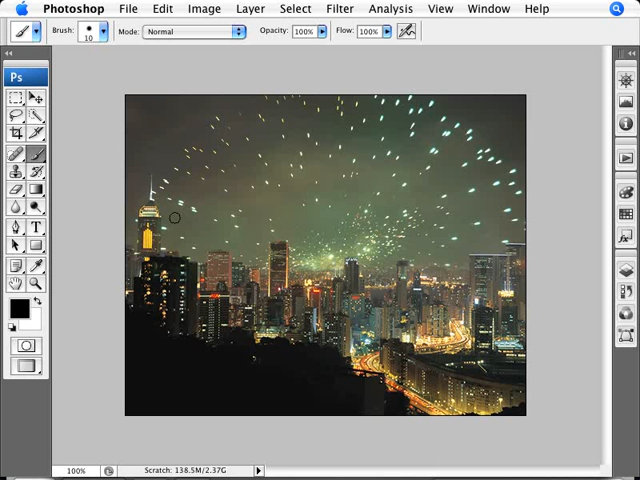 Photoshop File Edit Image Layer Select Filter Analysis View Window Help
Brush: 10 Mode: Normal Opacity: 100% Flow: 100%
Ps
T
100% Scratch: 138.5M/2.37G